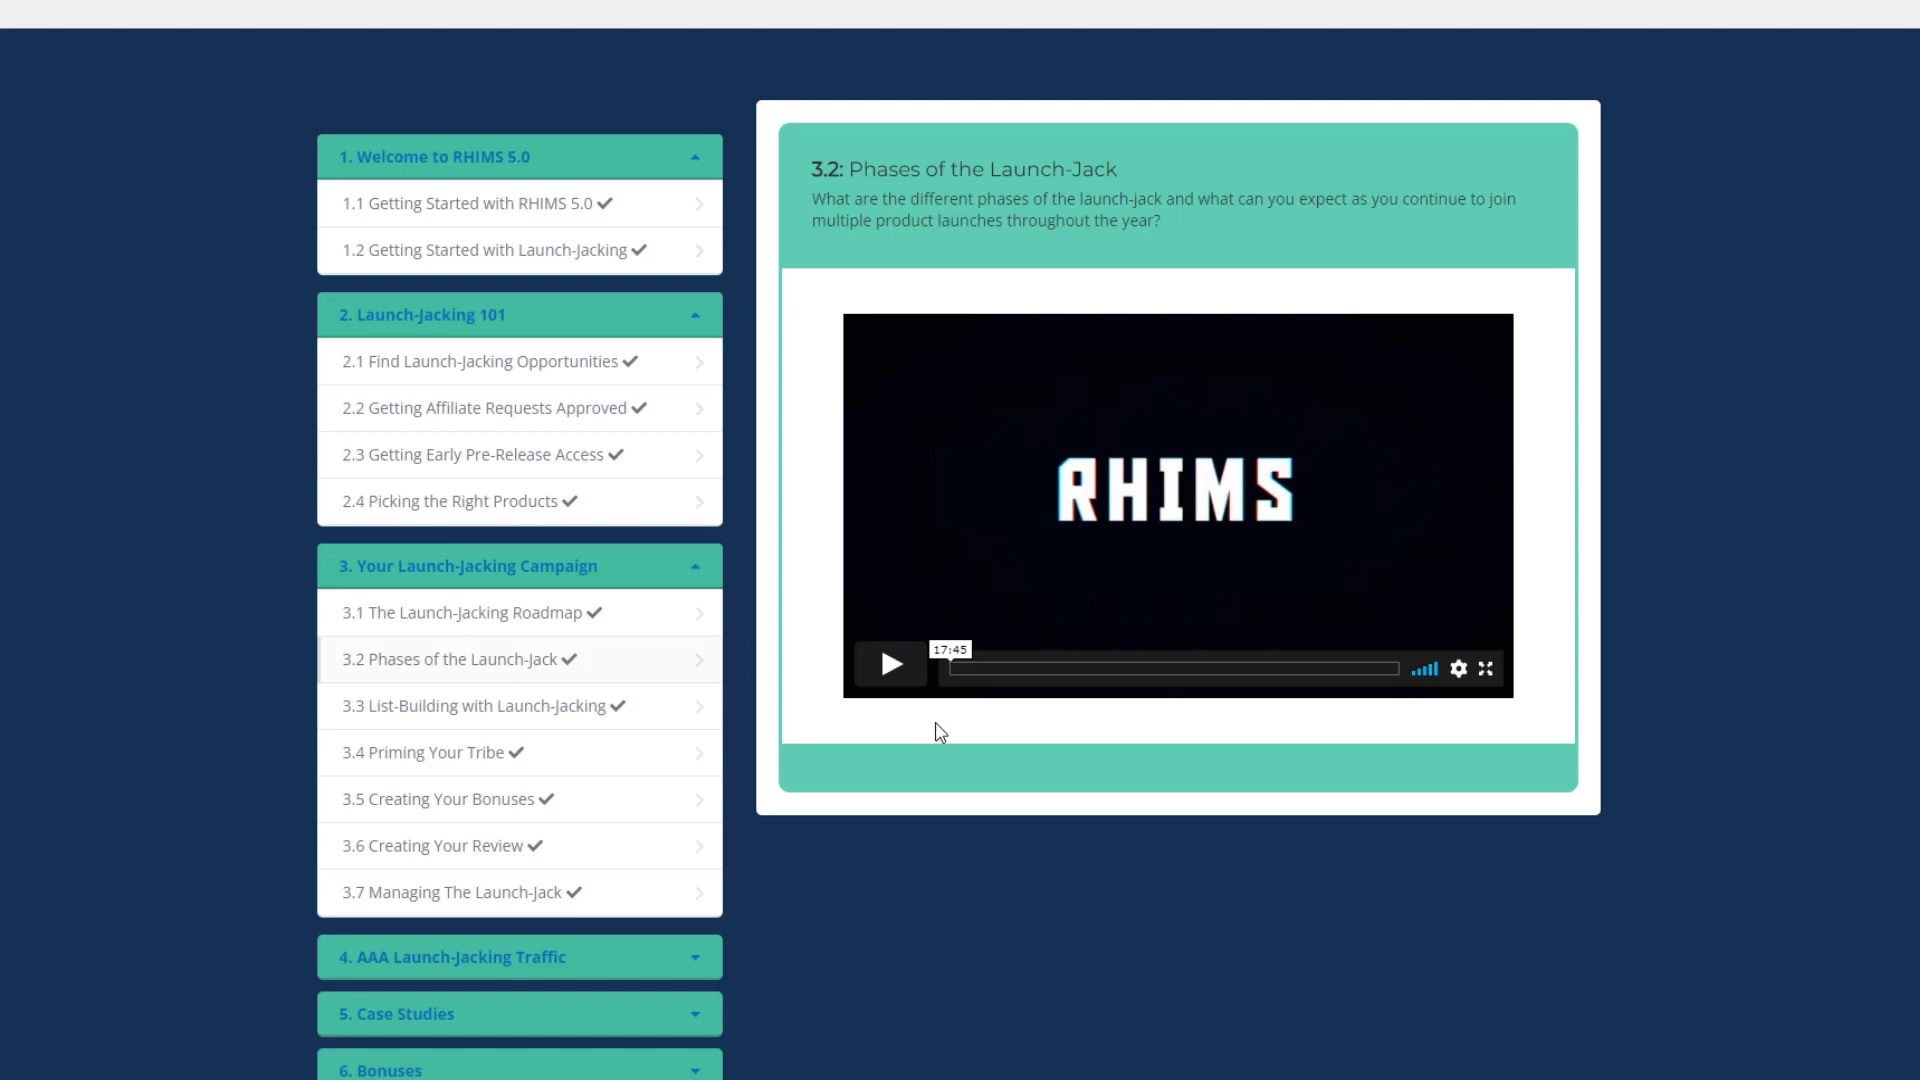 1. Welcome to RHIMS 5.0
1.1 Getting Started with RHIMS 5.0
1.2 Getting Started with Launch-Jacking
2. Launch-Jacking 101
2.1 Find Launch-Jacking Opportunities
2.2 Getting Affiliate Requests Approved
2.3 Getting Early Pre-Release Access
2.4 Picking the Right Products
3. Your Launch-Jacking Campaign
3.1 The Launch-Jacking Roadmap
3.2 Phases of the Launch-Jack
3.3 List-Building with Launch-Jacking
3.4 Priming Your Tribe
3.5 Creating Your Bonuses
3.6 Creating Your Review
3.7 Managing The Launch-Jack
4. AAA Launch-Jacking Traffic
5. Case Studies
6. Bonuses
3.2: Phases of the Launch-Jack
What are the different phases of the launch-jack and what can you expect as you continue to join
multiple product launches throughout the year?
RHIMS
17:45